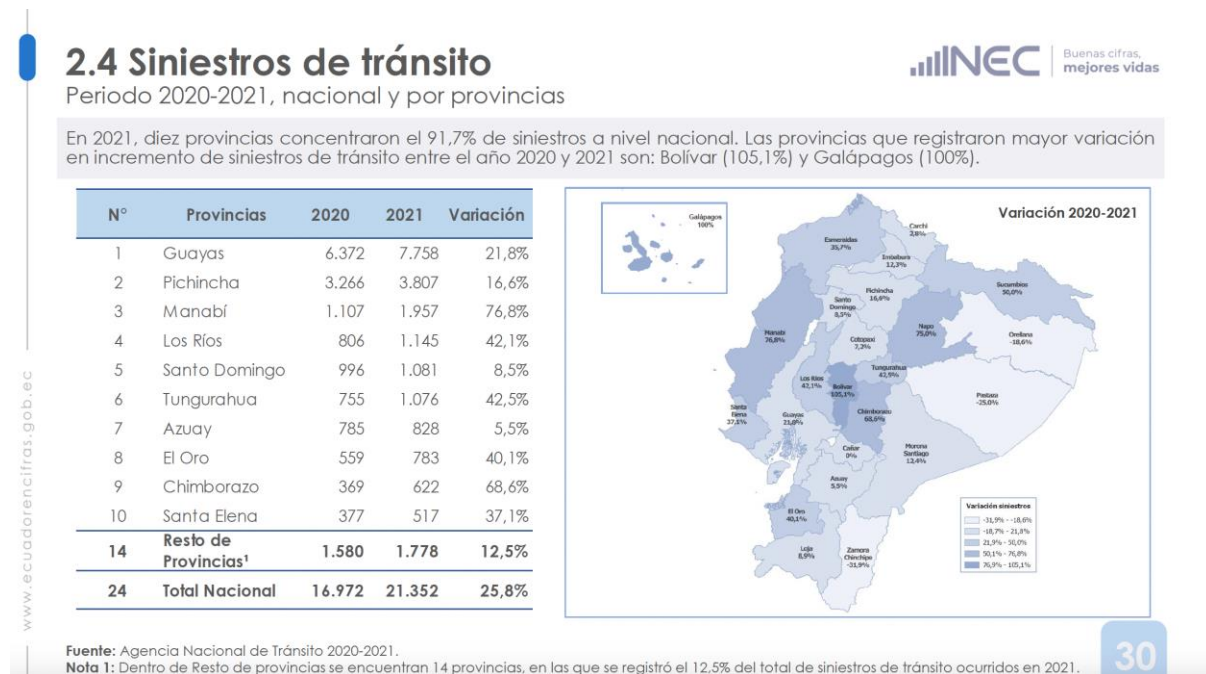 2.4 Siniestros de tránsito
Periodo 2020-2021, nacional y por provincias
INEC
Buenas cifras,
mejores vidas
En 2021, diez provincias concentraron el 91,7% de siniestros a nivel nacional. Las provincias que registraron mayor variación
en incremento de siniestros de tránsito entre el año 2020 y 2021 son: Bolívar (105,1%) y Galápagos (100%).
N° Provincias 2020 2021 Variación
1 Guayas 6.372 7.758 21,8%
2 Pichincha 3.266 3.807 16,6%
3 Manabí 1.107 1.957 76,8%
4 Los Ríos 806 1.145 42,1%
5 Santo Domingo 996 1.081 8,5%
6 Tungurahua 755 1.076 42,5%
7 Azuay 785 828 5,5%
8 El Oro 559 783 40,1%
9 Chimborazo 369 622 68,6%
10 Santa Elena 377 517 37,1%
14 Resto de Provincias¹ 1.580 1.778 12,5%
24 Total Nacional 16.972 21.352 25,8%
Variación 2020-2021
Galápagos
100%
Carchi
2,8%
Esmeraldas
25,7%
Imbabura
12,3%
Sucumbíos
50,0%
Pichincha
16,6%
Santo
Domingo
8,5%
Napo
75,0%
Orellana
-18,6%
Manabí
76,8%
Cotopaxi
7,3%
Tungurahua
42,5%
Los Ríos
42,1%
Bolívar
105,1%
Pastaza
-25,0%
Santa
Elena
37,1%
Guayas
21,8%
Chimborazo
68,6%
Cañar
0%
Morona
Santiago
12,4%
Azuay
5,5%
El Oro
40,1%
Loja
8,9%
Zamora
Chinchipe
-31,9%
Variación siniestros
-31,9% - -18,6%
-18,7% - 21,8%
21,9% - 50,0%
50,1% - 76,8%
76,9% - 105,1%
www.ecuadorencifras.gob.ec
Fuente: Agencia Nacional de Tránsito 2020-2021.
Nota 1: Dentro de Resto de provincias se encuentran 14 provincias, en las que se registró el 12,5% del total de siniestros de tránsito ocurridos en 2021.
30